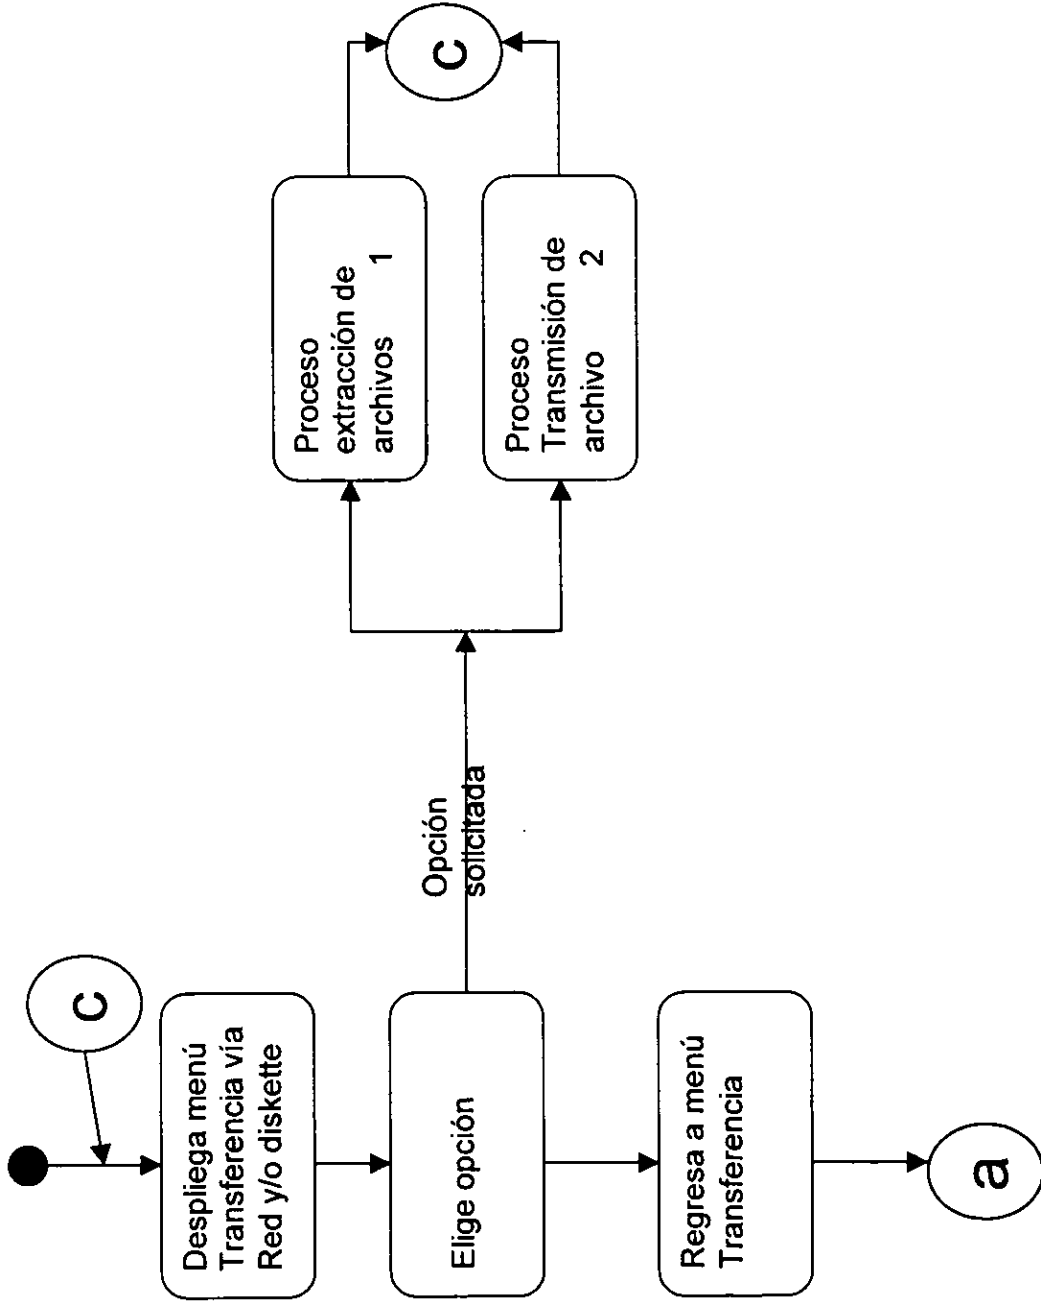 C
Despliega menú
Transferencia vía
Red y/o diskette
Elige opción
Regresa a menú
Transferencia
a
Opción
solicitada
Proceso
extracción de
archivos 1
Proceso
Transmisión de
archivo 2
C